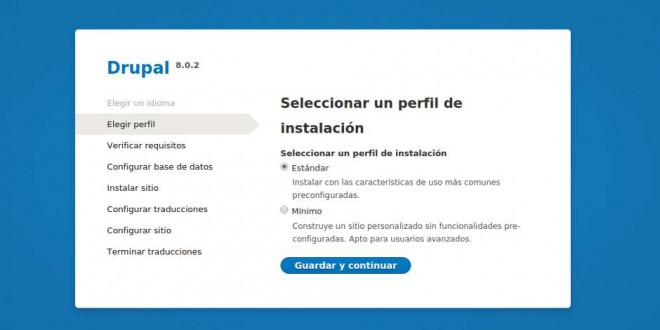 Drupal 8.0.2
Elegir un idioma
Elegir perfil
Verificar requisitos
Configurar base de datos
Instalar sitio
Configurar traducciones
Configurar sitio
Terminar traducciones
Seleccionar un perfil de
instalación
Seleccionar un perfil de instalación
Estándar
Instalar con las características de uso más comunes
preconfiguradas.
Mínimo
Construye un sitio personalizado sin funcionalidades pre-
configuradas. Apto para usuarios avanzados.
Guardar y continuar